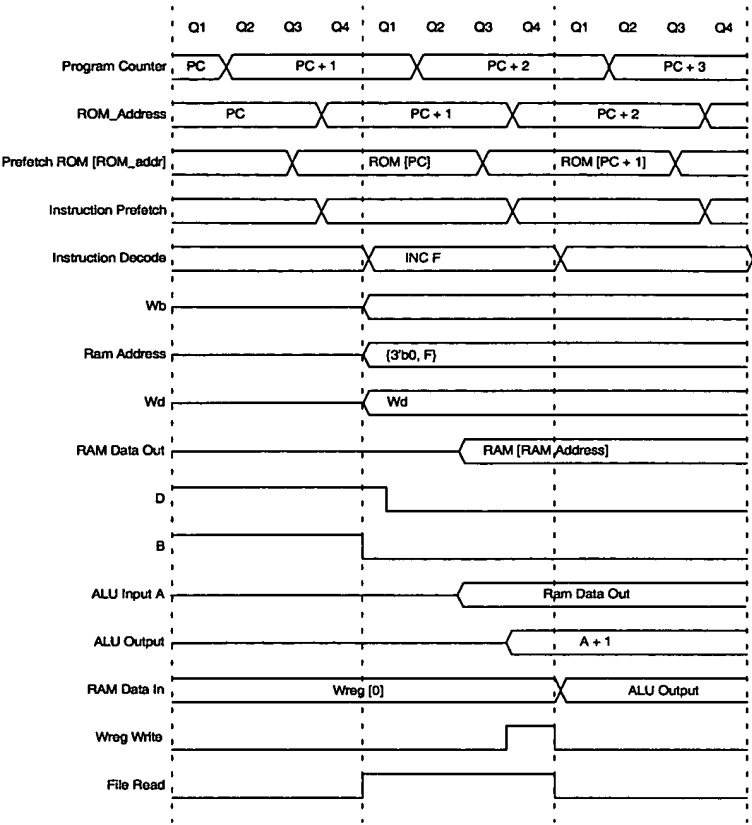 Q1 Q2 Q3 Q4 Q1 Q2 Q3 Q4 Q1 Q2 Q3 Q4
Program Counter PC PC + 1 PC + 2 PC + 3
ROM_Address PC PC + 1 PC + 2
Prefetch ROM [ROM_addr] ROM [PC] ROM [PC + 1]
Instruction Prefetch
Instruction Decode INC F
Wb
Ram Address {3'b0, F}
Wd Wd
RAM Data Out RAM [RAM Address]
D
B
ALU Input A Ram Data Out
ALU Output A + 1
RAM Data In Wreg [0] ALU Output
Wreg Write
File Read